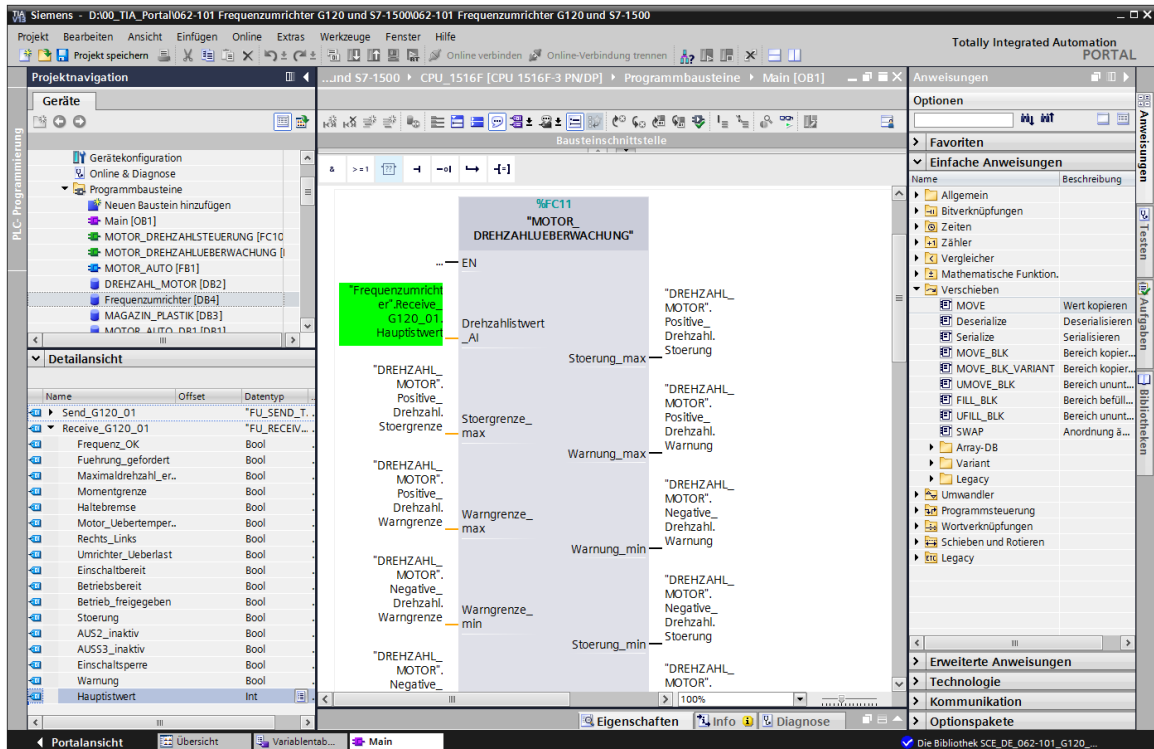 Siemens - D:\00_TIA_Portal\062-101 Frequenzumrichter G120 und S7-1500\062-101 Frequenzumrichter G120 und S7-1500
Projekt Bearbeiten Ansicht Einfügen Online Extras Werkzeuge Fenster Hilfe
Totally Integrated Automation
PORTAL
Projekt speichern
Online verbinden
Online-Verbindung trennen
Projektnavigation
Geräte
PLC-Programmierung
Gerätekonfiguration
Online & Diagnose
Programmbausteine
Neuen Baustein hinzufügen
Main [OB1]
MOTOR_DREHZAHLSTEUERUNG [FC10
MOTOR_DREHZAHLUEBERWACHUNG [
MOTOR_AUTO [FB1]
DREHZAHL_MOTOR [DB2]
Frequenzumrichter [DB4]
MAGAZIN_PLASTIK [DB3]
MOTOR_AUTO_DB1 [DB1]
Detailansicht
Name Offset Datentyp
Send_G120_01 "FU_SEND_T..
Receive_G120_01 "FU_RECEIV...
Frequenz_OK Bool
Fuehrung_gefordert Bool
Maximaldrehzahl_er.. Bool
Momentgrenze Bool
Haltebremse Bool
Motor_Uebertemper.. Bool
Rechts_Links Bool
Umrichter_Ueberlast Bool
Einschaltbereit Bool
Betriebsbereit Bool
Betrieb_freigegeben Bool
Stoerung Bool
AUS2_inaktiv Bool
AUSS3_inaktiv Bool
Einschaltsperre Bool
Warnung Bool
Hauptistwert Int
...und S7-1500 CPU_1516F [CPU 1516F-3 PN/DP] Programmbausteine Main [OB1]
Bausteinschnittstelle
& >=1 [??] -[=]
%FC11
"MOTOR_
DREHZAHLUEBERWACHUNG"
... EN
"Frequenzumricht
er".Receive_
G120_01.
Hauptistwert
Drehzahlistwert
_AI
"DREHZAHL_
MOTOR".
Positive_
Drehzahl.
Stoerung
Stoerung_max
"DREHZAHL_
MOTOR".
Positive_
Drehzahl.
Stoergrenze
Stoergrenze_
max
"DREHZAHL_
MOTOR".
Positive_
Drehzahl.
Warnung
Warnung_max
"DREHZAHL_
MOTOR".
Positive_
Drehzahl.
Warngrenze
Warngrenze_
max
"DREHZAHL_
MOTOR".
Negative_
Drehzahl.
Warnung
Warnung_min
"DREHZAHL_
MOTOR".
Negative_
Drehzahl.
Warngrenze
Warngrenze_
min
"DREHZAHL_
MOTOR".
Negative_
Drehzahl.
Stoerung
Stoerung_min
"DREHZAHL_
MOTOR".
Negative_
"DREHZAHL_
MOTOR".
100%
Eigenschaften Info Diagnose
Anweisungen
Optionen
Favoriten
Einfache Anweisungen
Name Beschreibung
Allgemein
Bitverknüpfungen
Zeiten
Zähler
Vergleicher
Mathematische Funktion.
Verschieben
MOVE Wert kopieren
Deserialize Deserialisieren
Serialize Serialisieren
MOVE_BLK Bereich kopier...
MOVE_BLK_VARIANT Bereich kopier...
UMOVE_BLK Bereich ununt...
FILL_BLK Bereich befüll...
UFILL_BLK Bereich ununt...
SWAP Anordnung ä...
Array-DB
Variant
Legacy
Umwandler
Programmsteuerung
Wortverknüpfungen
Schieben und Rotieren
Legacy
Erweiterte Anweisungen
Technologie
Kommunikation
Optionspakete
Anweisungen
Testen
Aufgaben
Bibliotheken
Portalansicht Übersicht Variablentab... Main
Die Bibliothek SCE_DE_062-101_G120_...